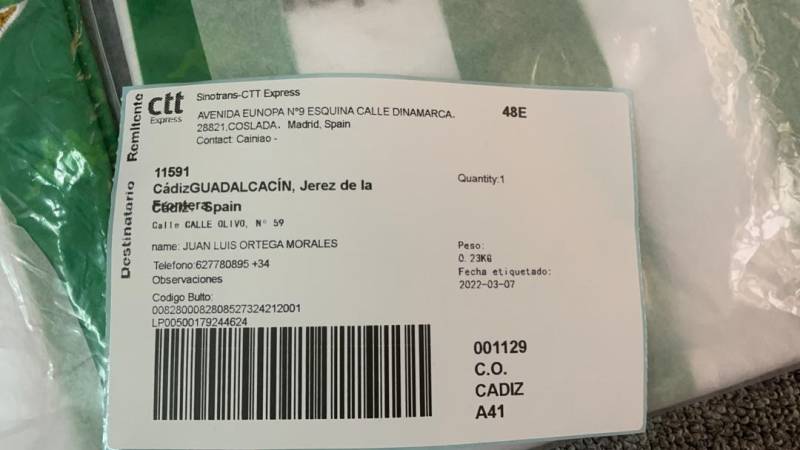 Remitente
ctt
Express
Sinotrans-CTT Express
AVENIDA EUNOPA Nº9 ESQUINA CALLE DINAMARCA.
28821,COSLADA. Madrid, Spain
Contact: Cainiao -
48E
Destinatario
11591
CádizGUADALCACÍN, Jerez de la
Frontera
Cádiz. Spain
Calle CALLE OLIVO, Nº 59
name: JUAN LUIS ORTEGA MORALES
Telefono:627780895 +34
Observaciones
Codigo Bulto:
0082800082808527324212001
LP00500179244624
Quantity:1
Peso:
0.23KG
Fecha etiquetado:
2022-03-07
001129
C.O.
CADIZ
A41